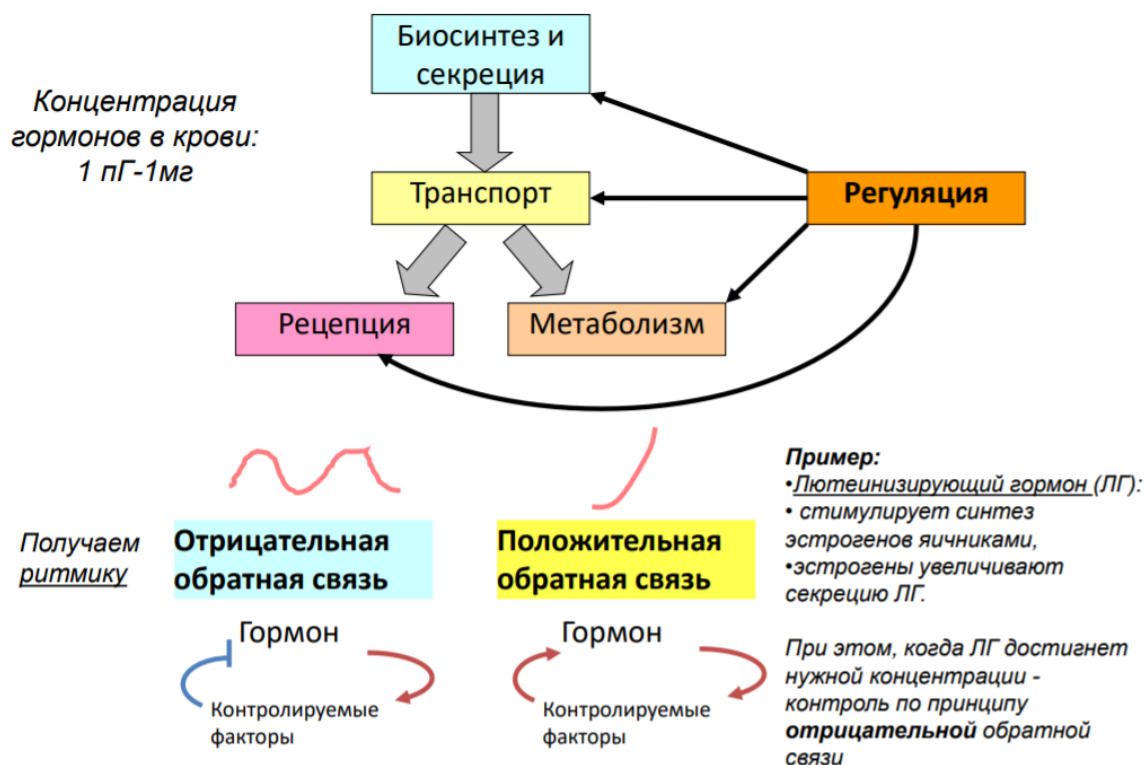 Биосинтез и
секреция
Концентрация
гормонов в крови:
1 пГ-1мг
Транспорт
Регуляция
Рецепция
Метаболизм
Получаем
ритмику
Отрицательная
обратная связь
Гормон
Контролируемые
факторы
Положительная
обратная связь
Гормон
Контролируемые
факторы
Пример:
•Лютеинизирующий гормон (ЛГ):
• стимулирует синтез
эстрогенов яичниками,
•эстрогены увеличивают
секрецию ЛГ.
При этом, когда ЛГ достигнет
нужной концентрации -
контроль по принципу
отрицательной обратной
связи